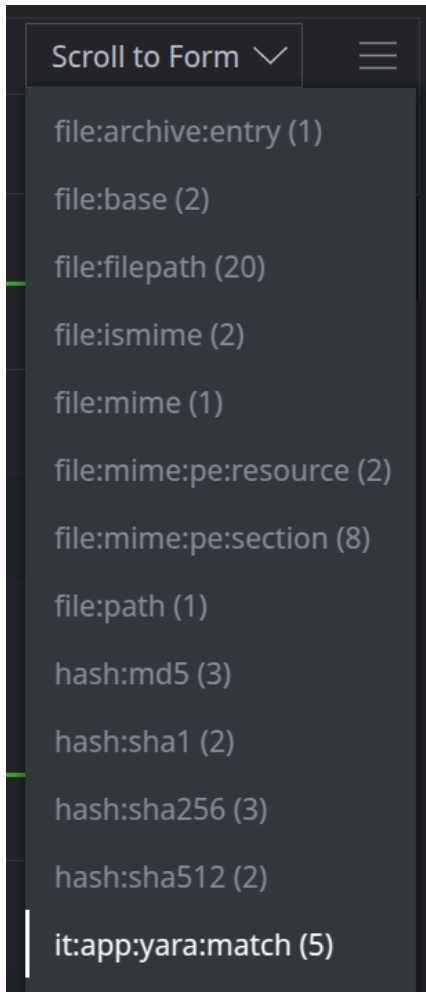 Scroll to Form
file:archive:entry (1)
file:base (2)
file:filepath (20)
file:ismime (2)
file:mime (1)
file:mime:pe:resource (2)
file:mime:pe:section (8)
file:path (1)
hash:md5 (3)
hash:sha1 (2)
hash:sha256 (3)
hash:sha512 (2)
it:app:yara:match (5)